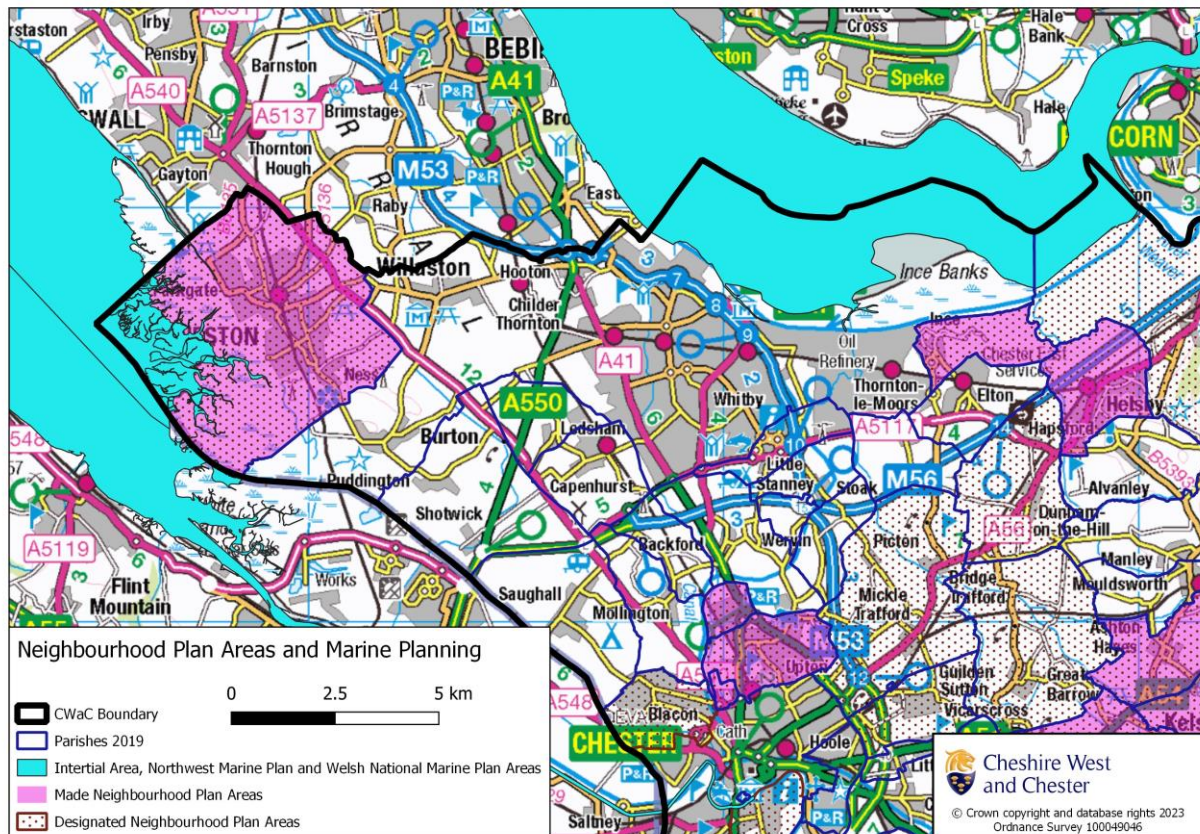 Irby
Pensby
Barnston
A540
A5137
Brimstage
Gayton
Thornton
Hough
Raby
M53
P&R
P&R
A41
Speke
Hale
Bank
Hale
Cross
CORN
Willaston
Hooton
Childer
Thornton
Ince Banks
Oil
Refinery
Thornton-
le-Moors
Elton
Helsby
Hapsford
Ness
A41
A550
Whitby
A5117
M56
Burton
Ledsham
Capenhurst
Little
Stanney
Stoak
Alvanley
Dunham-
on-the-Hill
A56
Puddington
Shotwick
Backford
Wervin
Picton
Manley
Mouldsworth
A5119
Flint
Mountain
Works
Saughall
Mollington
P&R
Mickle
Trafford
Bridge
Trafford
Ashton
Hayes
Upton
Guilden
Sutton
Great
Barrow
Vicarscross
A548
Blacon
CHESTER
Cath
Hoole
P&R
Saltney
P&R
Neighbourhood Plan Areas and Marine Planning
0 2.5 5 km
CWaC Boundary
Parishes 2019
Intertial Area, Northwest Marine Plan and Welsh National Marine Plan Areas
Made Neighbourhood Plan Areas
Designated Neighbourhood Plan Areas
Cheshire West
and Chester
© Crown copyright and database rights 2023
Ordnance Survey 100049046